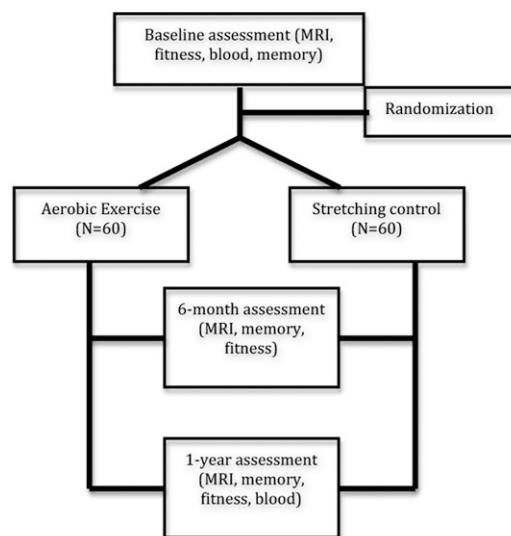 Baseline assessment (MRI,
fitness, blood, memory)
Randomization
Aerobic Exercise
(N=60)
Stretching control
(N=60)
6-month assessment
(MRI, memory,
fitness)
1-year assessment
(MRI, memory,
fitness, blood)